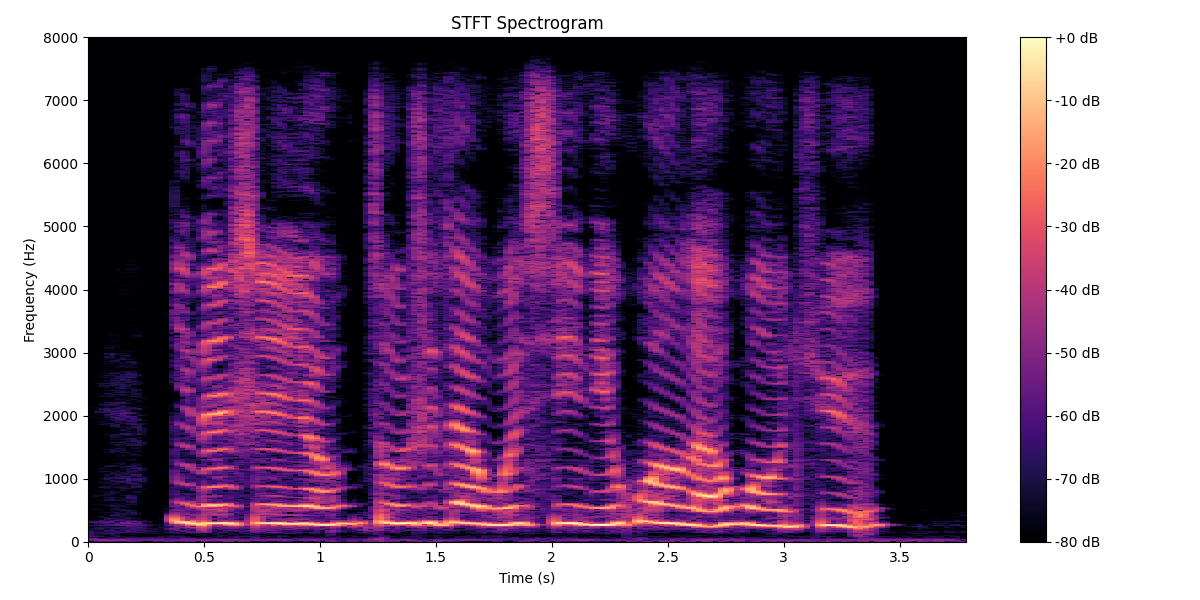 STFT Spectrogram
8000
7000
6000
5000
4000
3000
2000
1000
0
Frequency (Hz)
0
0.5
1
1.5
2
2.5
3
3.5
Time (s)
+0 dB
-10 dB
-20 dB
-30 dB
-40 dB
-50 dB
-60 dB
-70 dB
-80 dB